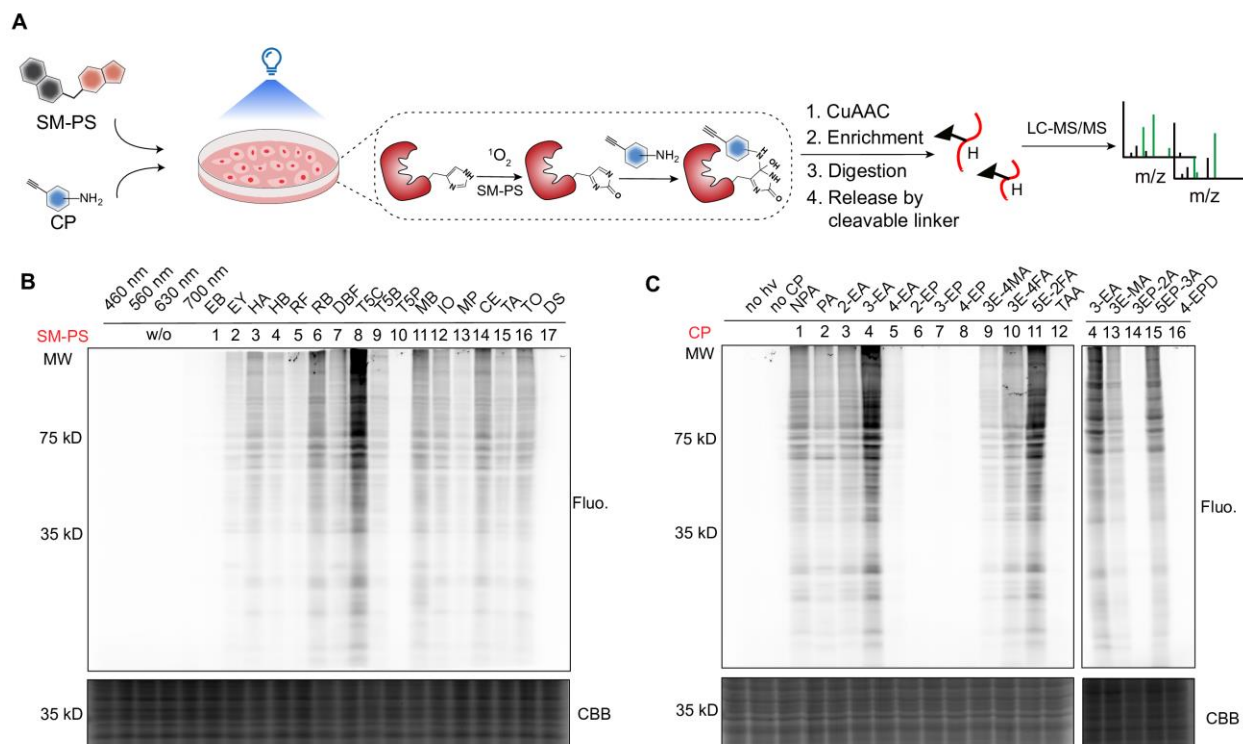 A
SM-PS
CP
NH₂
¹O₂
SM-PS
NH₂
1. CuAAC
2. Enrichment
3. Digestion
4. Release by
cleavable linker
H
H
LC-MS/MS
m/z
m/z
B
460 nm 560 nm 630 nm 700 nm EB EY HA HB RF RB DBF T5C T5B T5P MB IO MP CE TA TO DS
SM-PS w/o 1 2 3 4 5 6 7 8 9 10 11 12 13 14 15 16 17
MW
75 kD
35 kD
Fluo.
35 kD
CBB
C
no hv no CP NPA PA 2-EA 3-EA 4-EA 2-EP 3-EP 4-EP 3E-4MA 3E-4FA 5E-2FA TAA 3-EA 3E-MA 3EP-2A 5EP-3A 4-EPD
CP 1 2 3 4 5 6 7 8 9 10 11 12 4 13 14 15 16
MW
75 kD
35 kD
Fluo.
35 kD
CBB